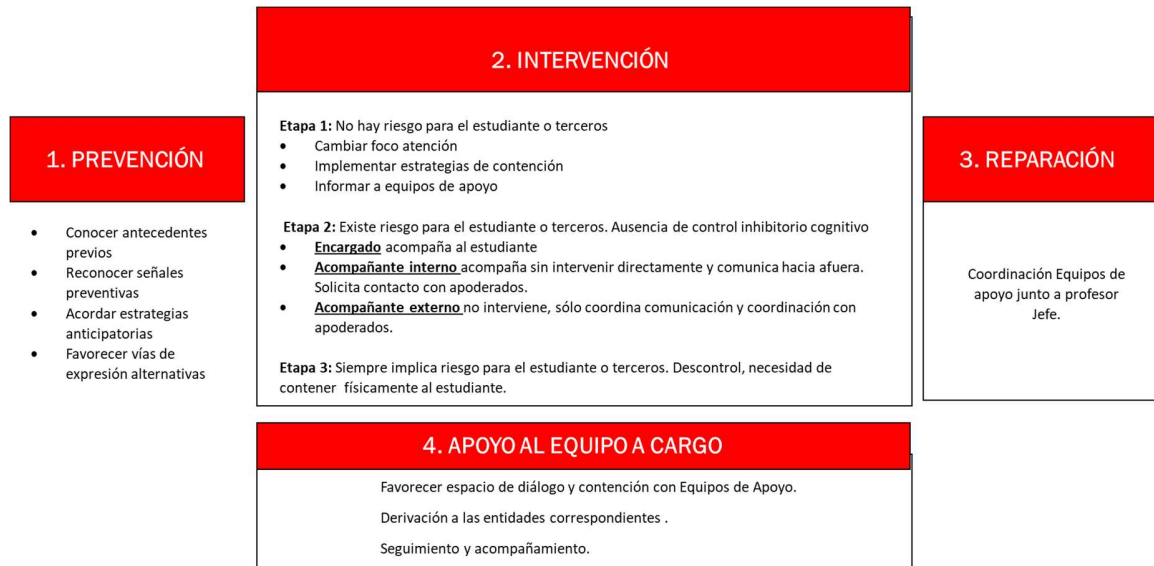 1. PREVENCIÓN
• Conocer antecedentes
previos
• Reconocer señales
preventivas
• Acordar estrategias
anticipatorias
• Favorecer vías de
expresión alternativas
2. INTERVENCIÓN
Etapa 1: No hay riesgo para el estudiante o terceros
• Cambiar foco atención
• Implementar estrategias de contención
• Informar a equipos de apoyo
Etapa 2: Existe riesgo para el estudiante o terceros. Ausencia de control inhibitorio cognitivo
• Encargado acompaña al estudiante
• Acompañante interno acompaña sin intervenir directamente y comunica hacia afuera.
Solicita contacto con apoderados.
• Acompañante externo no interviene, sólo coordina comunicación y coordinación con
apoderados.
Etapa 3: Siempre implica riesgo para el estudiante o terceros. Descontrol, necesidad de
contener físicamente al estudiante.
3. REPARACIÓN
Coordinación Equipos de
apoyo junto a profesor
Jefe.
4. APOYO AL EQUIPO A CARGO
Favorecer espacio de diálogo y contención con Equipos de Apoyo.
Derivación a las entidades correspondientes .
Seguimiento y acompañamiento.